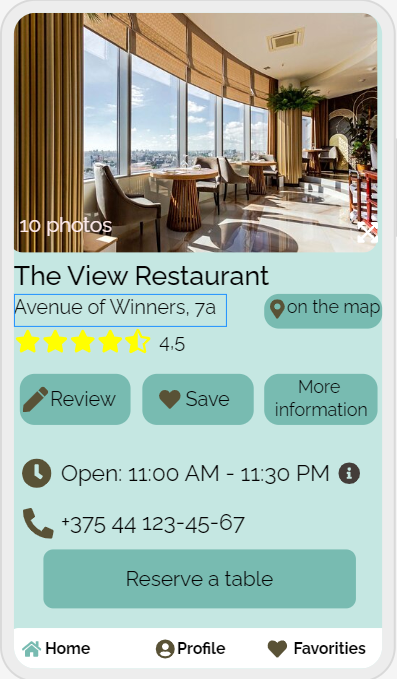 10 photos
The View Restaurant
Avenue of Winners, 7a
on the map
4,5
Review
Save
More
information
Open: 11:00 AM - 11:30 PM
+375 44 123-45-67
Reserve a table
Home
Profile
Favorities